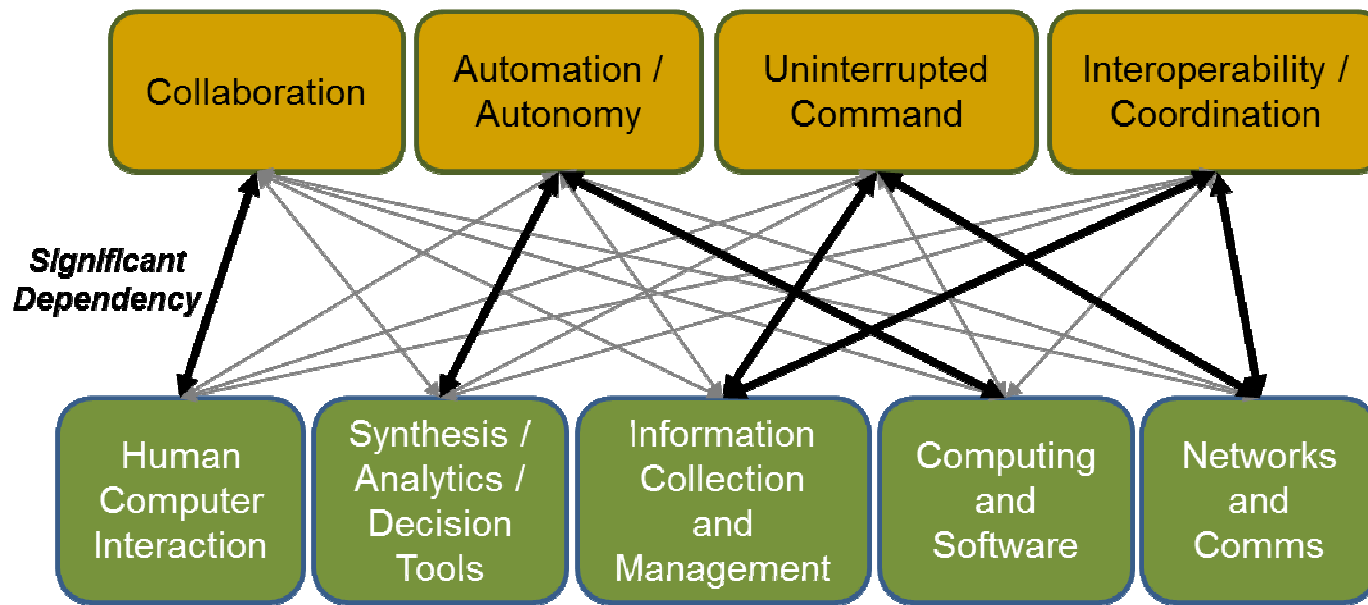 Collaboration
Automation /
Autonomy
Uninterrupted
Command
Interoperability /
Coordination
Significant
Dependency
Human
Computer
Interaction
Synthesis /
Analytics /
Decision
Tools
Information
Collection
and
Management
Computing
and
Software
Networks
and
Comms